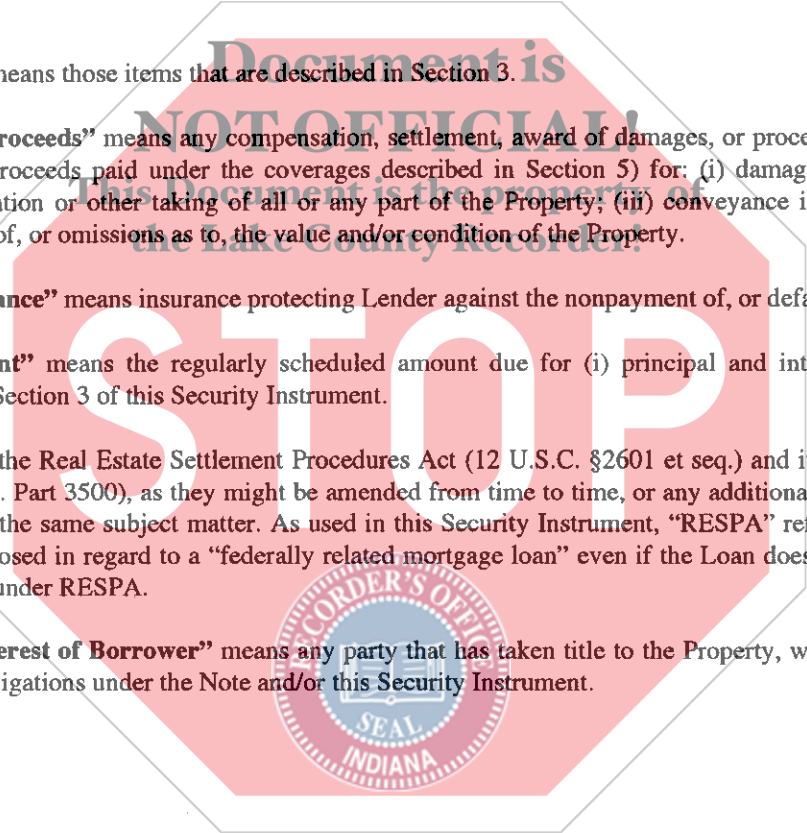 Document is
neans those items that are described in Section 3.
NOT OFFICIAL!
roceeds” means any compensation, settlement, award of damages, or proce
roceeds paid under the coverages described in Section 5) for: (i) damag
This Document is the property of
ation or other taking of all or any part of the Property; (iii) conveyance i
of, or omissions as to, the value and/or condition of the Property.
the Lake County Recorder!
ance” means insurance protecting Lender against the nonpayment of, or defa
STOP
nt” means the regularly scheduled amount due for (i) principal and int
Section 3 of this Security Instrument.
the Real Estate Settlement Procedures Act (12 U.S.C. §2601 et seq.) and i
. Part 3500), as they might be amended from time to time, or any additiona
the same subject matter. As used in this Security Instrument, “RESPA” re
osed in regard to a “federally related mortgage loan” even if the Loan does
under RESPA.
erest of Borrower” means any party that has taken title to the Property, w
igations under the Note and/or this Security Instrument.
RECORDER'S OFFICE
SEAL
INDIANA